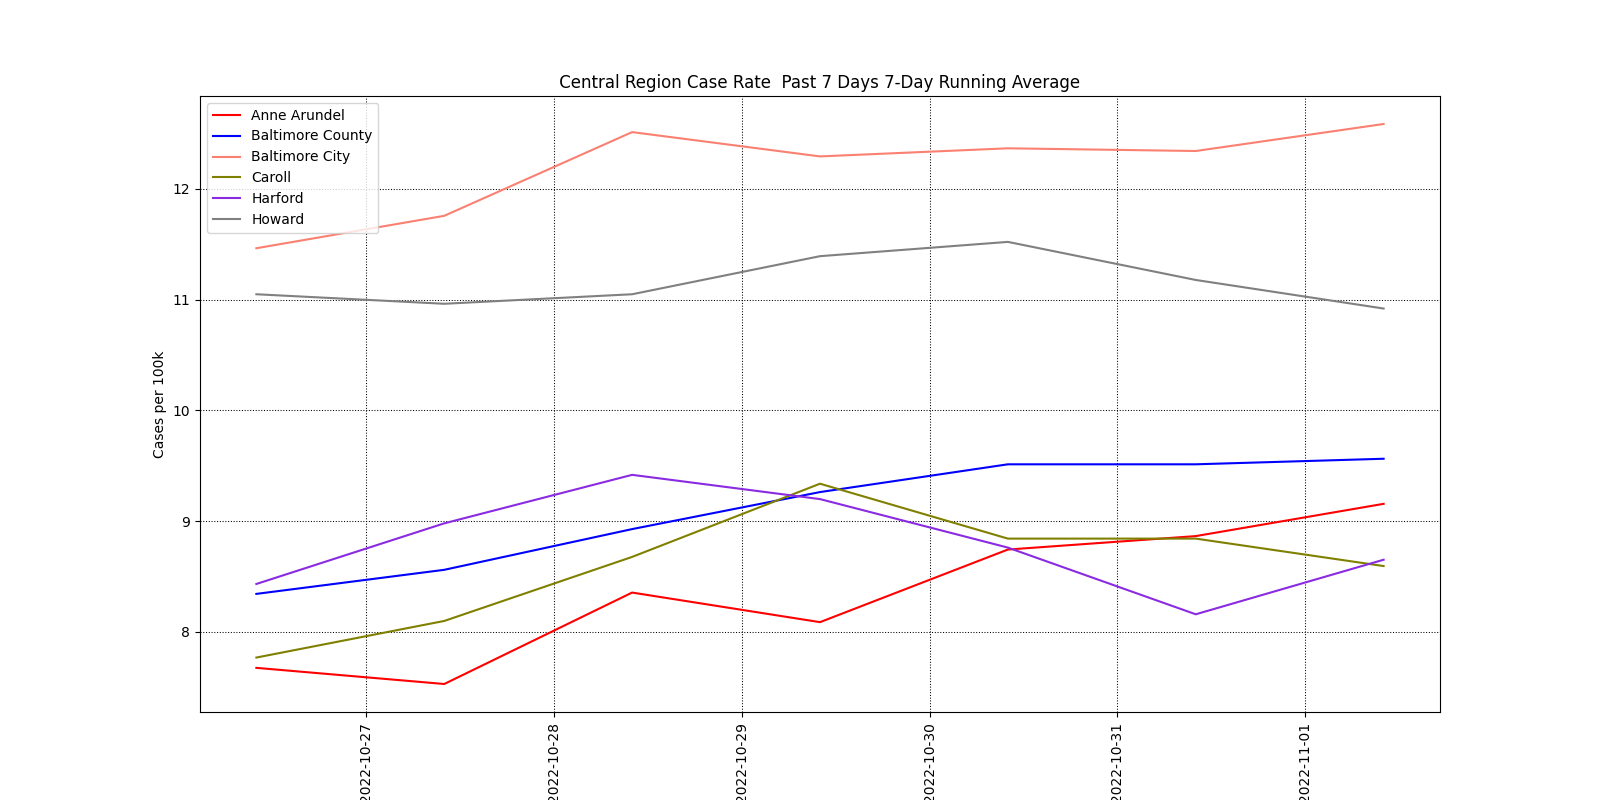 Central Region Case Rate  Past 7 Days 7-Day Running Average
Anne Arundel
Baltimore County
Baltimore City
Caroll
Harford
Howard
Cases per 100k
12
11
10
9
8
2022-10-27
2022-10-28
2022-10-29
2022-10-30
2022-10-31
2022-11-01